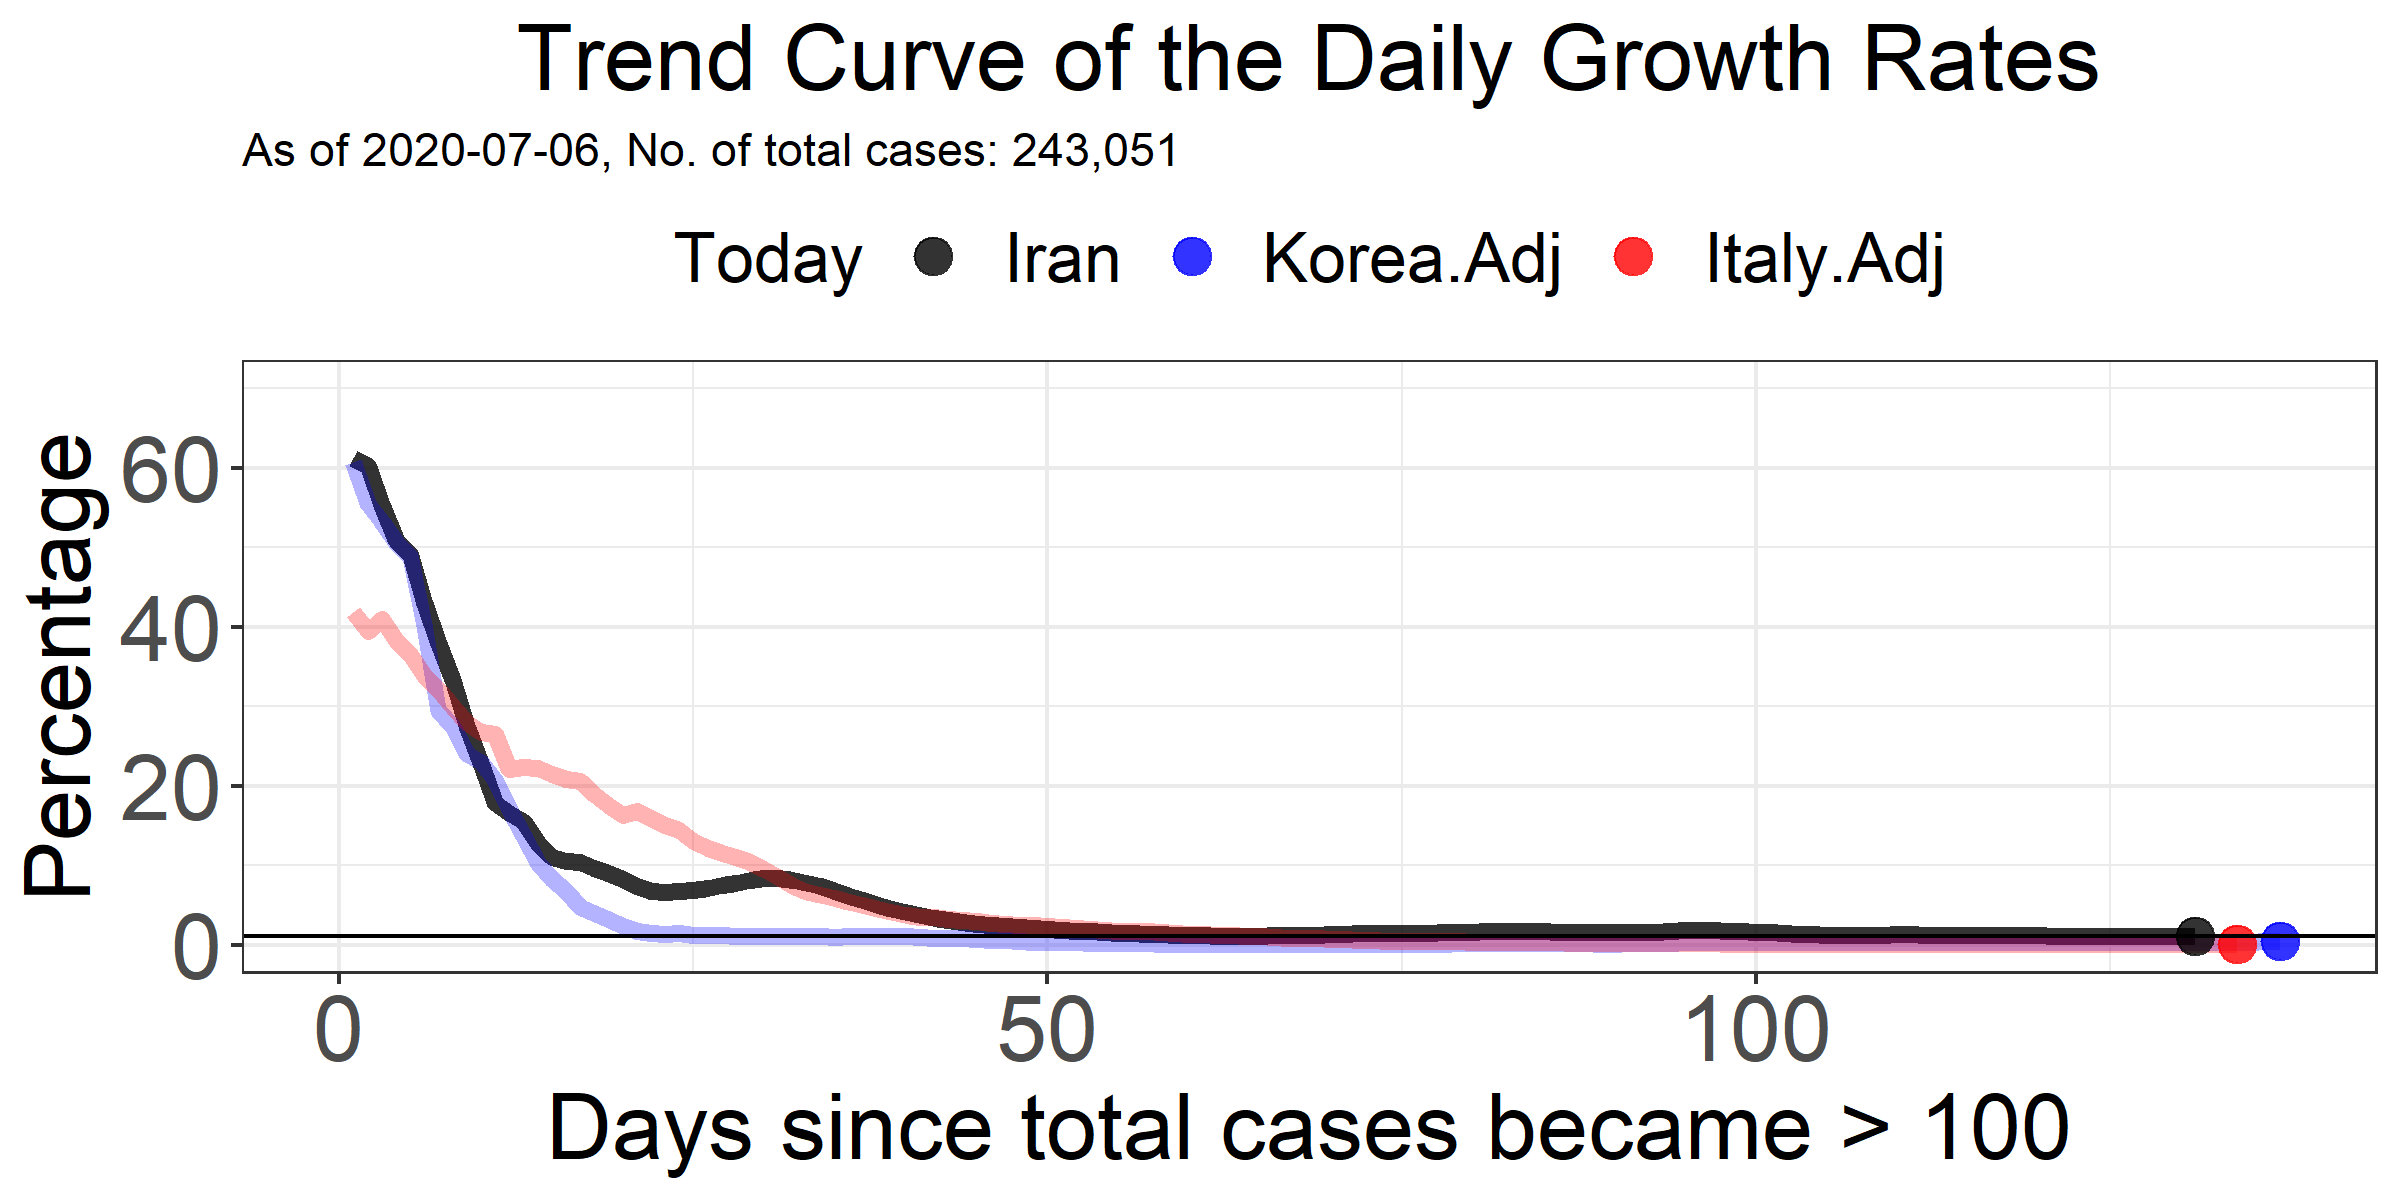 Trend Curve of the Daily Growth Rates
As of 2020-07-06, No. of total cases: 243,051
Today Iran Korea.Adj Italy.Adj
Percentage
60
40
20
0
0 50 100
Days since total cases became > 100